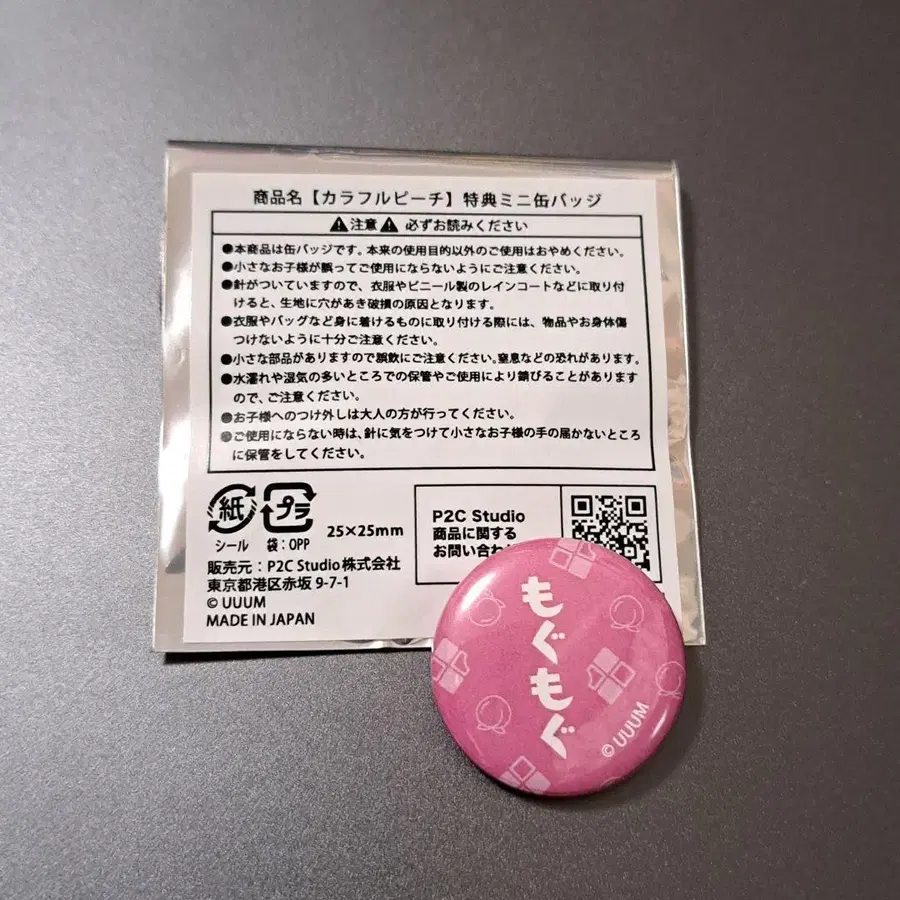 商品名【カラフルピーチ】特典ミニ缶バッジ
⚠注意⚠ 必ずお読みください
●本商品は缶バッジです。本来の使用目的以外のご使用はおやめください。
●小さなお子様が誤ってご使用にならないようにご注意ください。
●針がついていますので、衣服やビニール製のレインコートなどに取り付
けると、生地に穴があき破損の原因となります。
●衣服やバッグなど身に着けるものに取り付ける際には、物品やお身体傷
つけないように十分ご注意ください。
●小さな部品がありますので誤飲にご注意ください。窒息などの恐れがあります。
●水濡れや湿気の多いところでの保管やご使用により錆びることがあります
ので、ご注意ください。
●お子様へのつけ外しは大人の方が行ってください。
●ご使用にならない時は、針に気をつけて小さなお子様の手の届かないところ
に保管をしてください。
紙
シール
プラ
袋：OPP
25×25mm
販売元：P2C Studio株式会社
東京都港区赤坂 9-7-1
© UUUM
MADE IN JAPAN
P2C Studio
商品に関する
お問い合わ
もぐもぐ
© UUUM